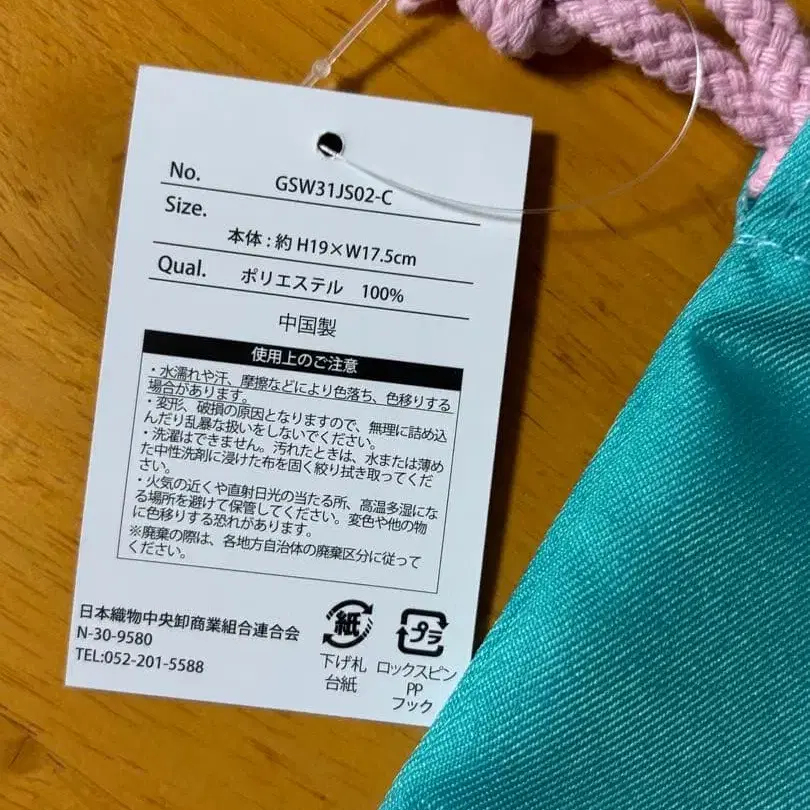 No. GSW31JS02-C
Size.
本体 : 約 H19×W17.5cm
Qual. ポリエステル 100%
中国製
使用上のご注意
・水濡れや汗、摩擦などにより色落ち、色移りする
場合があります。
・変形、破損の原因となりますので、無理に詰め込
んだり乱暴な扱いをしないでください。
・洗濯はできません。汚れたときは、水または薄め
た中性洗剤に浸けた布を固く絞り拭き取ってくだ
さい。
・火気の近くや直射日光の当たる所、高温多湿にな
る場所を避けて保管してください。変色や他の物
に色移りする恐れがあります。
※廃棄の際は、各地方自治体の廃棄区分に従って
ください。
日本織物中央卸商業組合連合会
N-30-9580
TEL:052-201-5588
紙
下げ札
台紙
プラ
ロックスピン
PP
フック